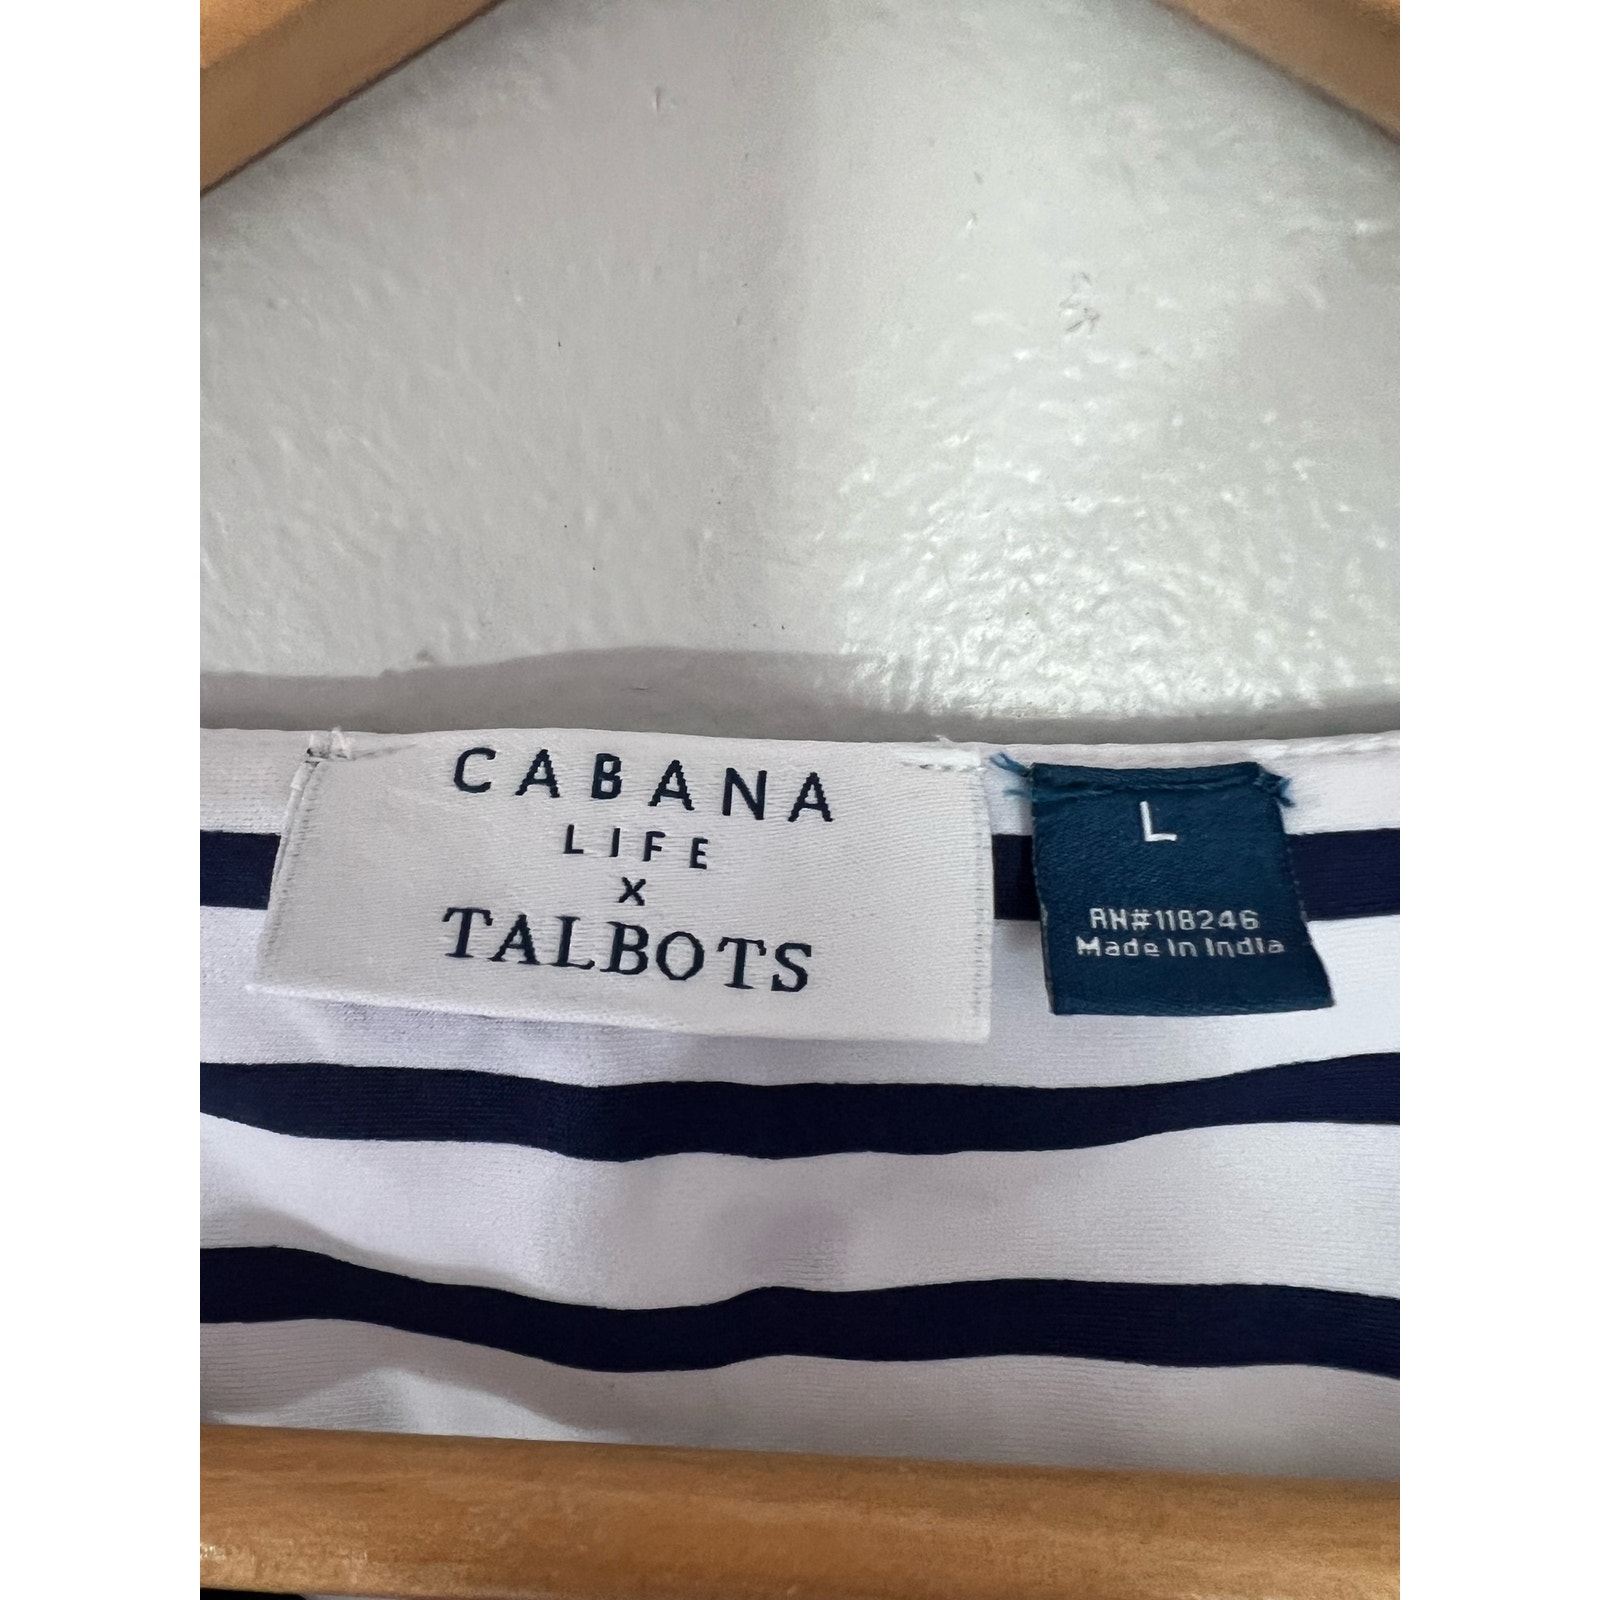 CABANA
LIFE
X
TALBOTS
L
RN#118246
Made In India